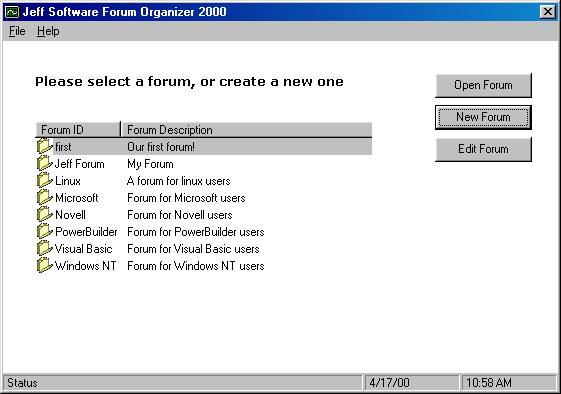 Jeff Software Forum Organizer 2000
File Help
Please select a forum, or create a new one
Open Forum
New Forum
Edit Forum
Forum ID Forum Description
first Our first forum!
Jeff Forum My Forum
Linux A forum for linux users
Microsoft Forum for Microsoft users
Novell Forum for Novell users
PowerBuilder Forum for PowerBuilder users
Visual Basic Forum for Visual Basic users
Windows NT Forum for Windows NT users
Status 4/17/00 10:58 AM